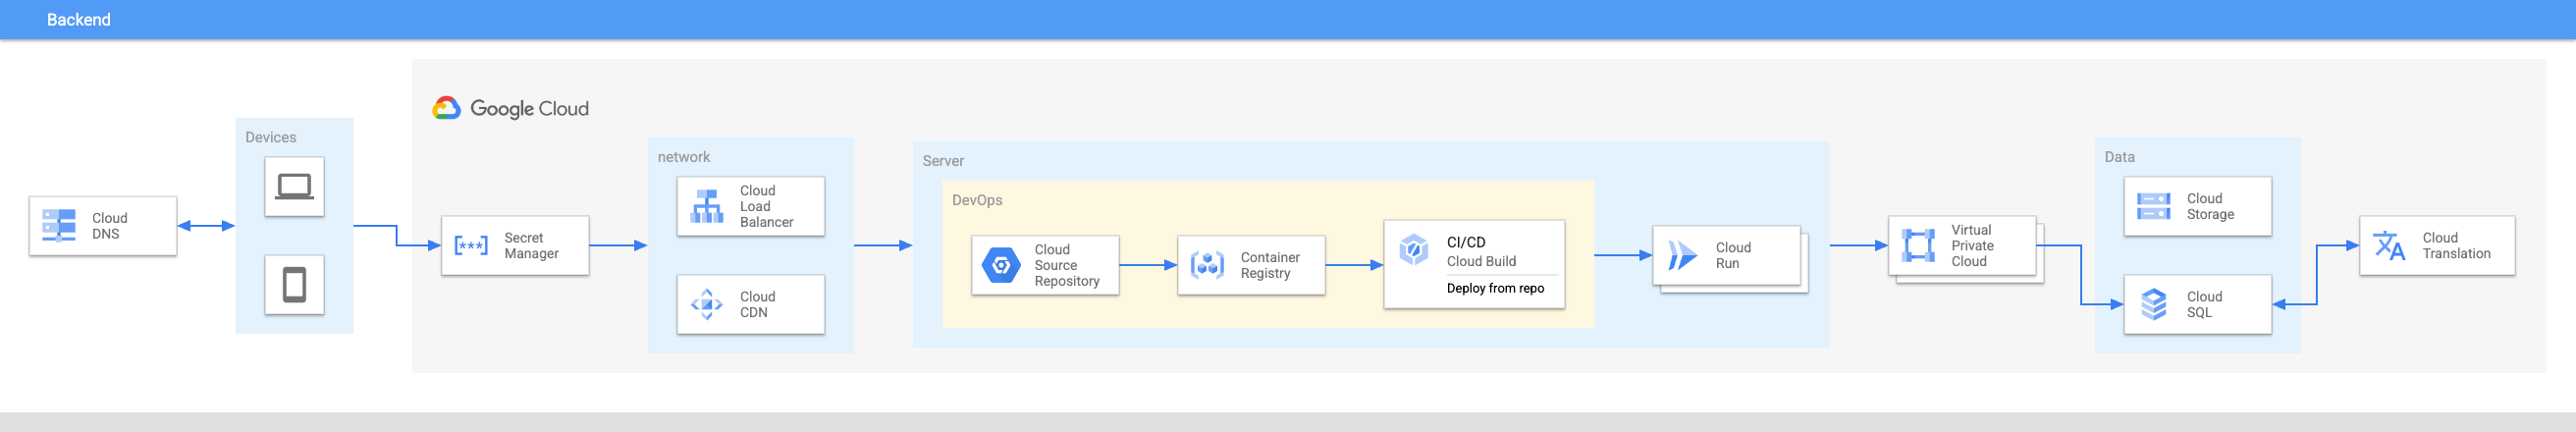 Backend
Google Cloud
Devices
Cloud
DNS
Secret
Manager
network
Cloud
Load
Balancer
Cloud
CDN
Server
DevOps
Cloud
Source
Repository
Container
Registry
CI/CD
Cloud Build
Deploy from repo
Cloud
Run
Virtual
Private
Cloud
Data
Cloud
Storage
Cloud
SQL
Cloud
Translation